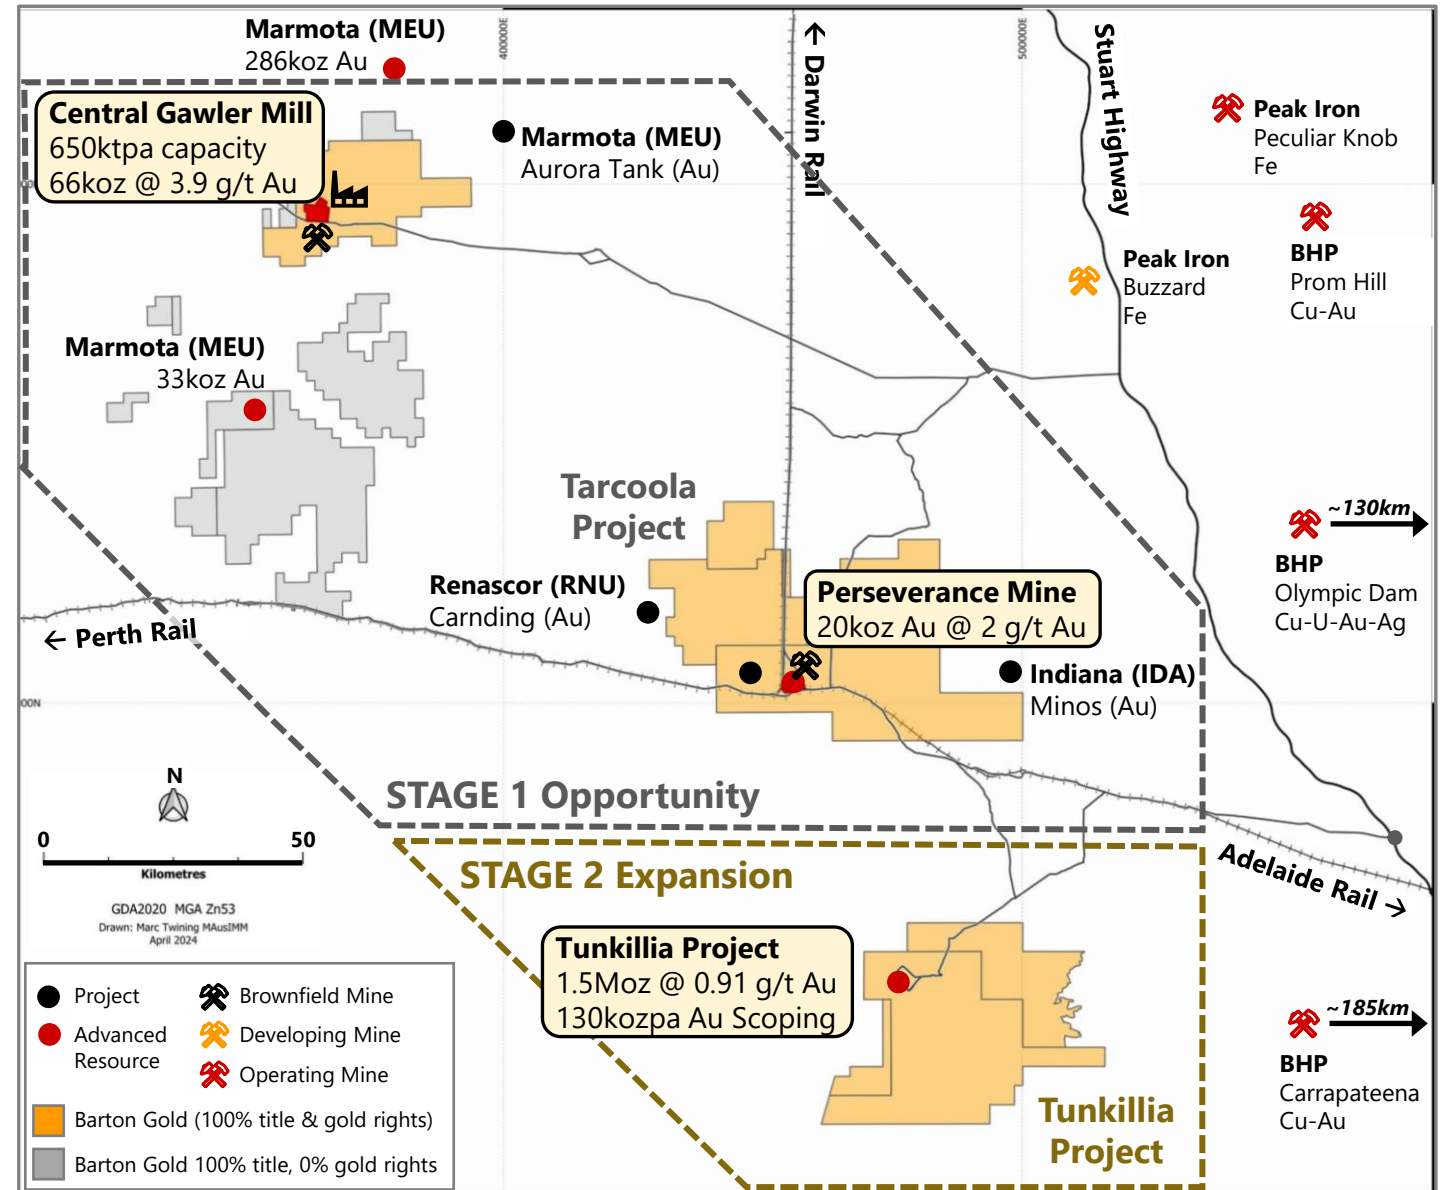 Marmota (MEU)
286koz Au
400000E
← Darwin Rail
500000E
Stuart Highway
Central Gawler Mill
650ktpa capacity
66koz @ 3.9 g/t Au
Marmota (MEU)
Aurora Tank (Au)
Peak Iron
Peculiar Knob
Fe
BHP
Prom Hill
Cu-Au
Peak Iron
Buzzard
Fe
Marmota (MEU)
33koz Au
Tarcoola
Project
~130km
BHP
Olympic Dam
Cu-U-Au-Ag
Renascor (RNU)
Carnding (Au)
Perseverance Mine
20koz Au @ 2 g/t Au
← Perth Rail
Indiana (IDA)
Minos (Au)
00N
N
0 50
Kilometres
GDA2020 MGA Zn53
Drawn: Marc Twining MAusIMM
April 2024
STAGE 1 Opportunity
STAGE 2 Expansion
Adelaide Rail →
Tunkillia Project
1.5Moz @ 0.91 g/t Au
130kozpa Au Scoping
~185km
BHP
Carrapateena
Cu-Au
Tunkillia
Project
Project
Advanced
Resource
Brownfield Mine
Developing Mine
Operating Mine
Barton Gold (100% title & gold rights)
Barton Gold 100% title, 0% gold rights